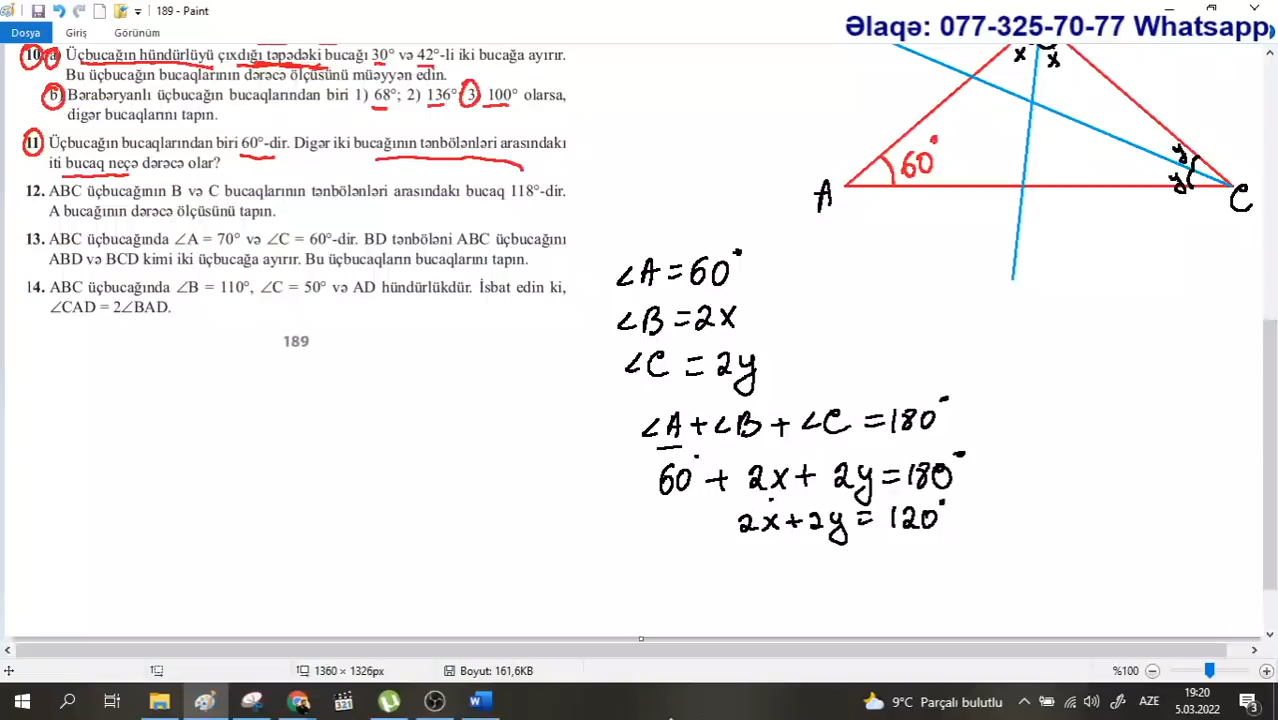 189 - Paint
Dosya Giriş Görünüm
Əlaqə: 077-325-70-77 Whatsapp
10. a) Üçbucağın hündürlüyü çıxdığı təpədəki bucağı 30° və 42°-li iki bucağa ayırır.
Bu üçbucağın bucaqlarının dərəcə ölçüsünü müəyyən edin.
b) Bərabəryanlı üçbucağın bucaqlarından biri 1) 68°; 2) 136°; 3) 100° olarsa,
digər bucaqlarını tapın.
11 Üçbucağın bucaqlarından biri 60°-dir. Digər iki bucağının tənbölənləri arasındakı
iti bucaq neçə dərəcə olar?
12. ABC üçbucağının B və C bucaqlarının tənbölənləri arasındakı bucaq 118°-dir.
A bucağının dərəcə ölçüsünü tapın.
13. ABC üçbucağında ∠A = 70° və ∠C = 60°-dir. BD tənböləni ABC üçbucağını
ABD və BCD kimi iki üçbucağa ayırır. Bu üçbucaqların bucaqlarını tapın.
14. ABC üçbucağında ∠B = 110°, ∠C = 50° və AD hündürlükdür. İsbat edin ki,
∠CAD = 2∠BAD.
189
x x
y
y
60°
A
C
∠A = 60°
∠B = 2x
∠C = 2y
∠A + ∠B + ∠C = 180°
60° + 2x + 2y = 180°
2x + 2y = 120°
1360 × 1326px
Boyut: 161,6KB
%100
9°C Parçalı bulutlu
AZE
19:20
5.03.2022
3